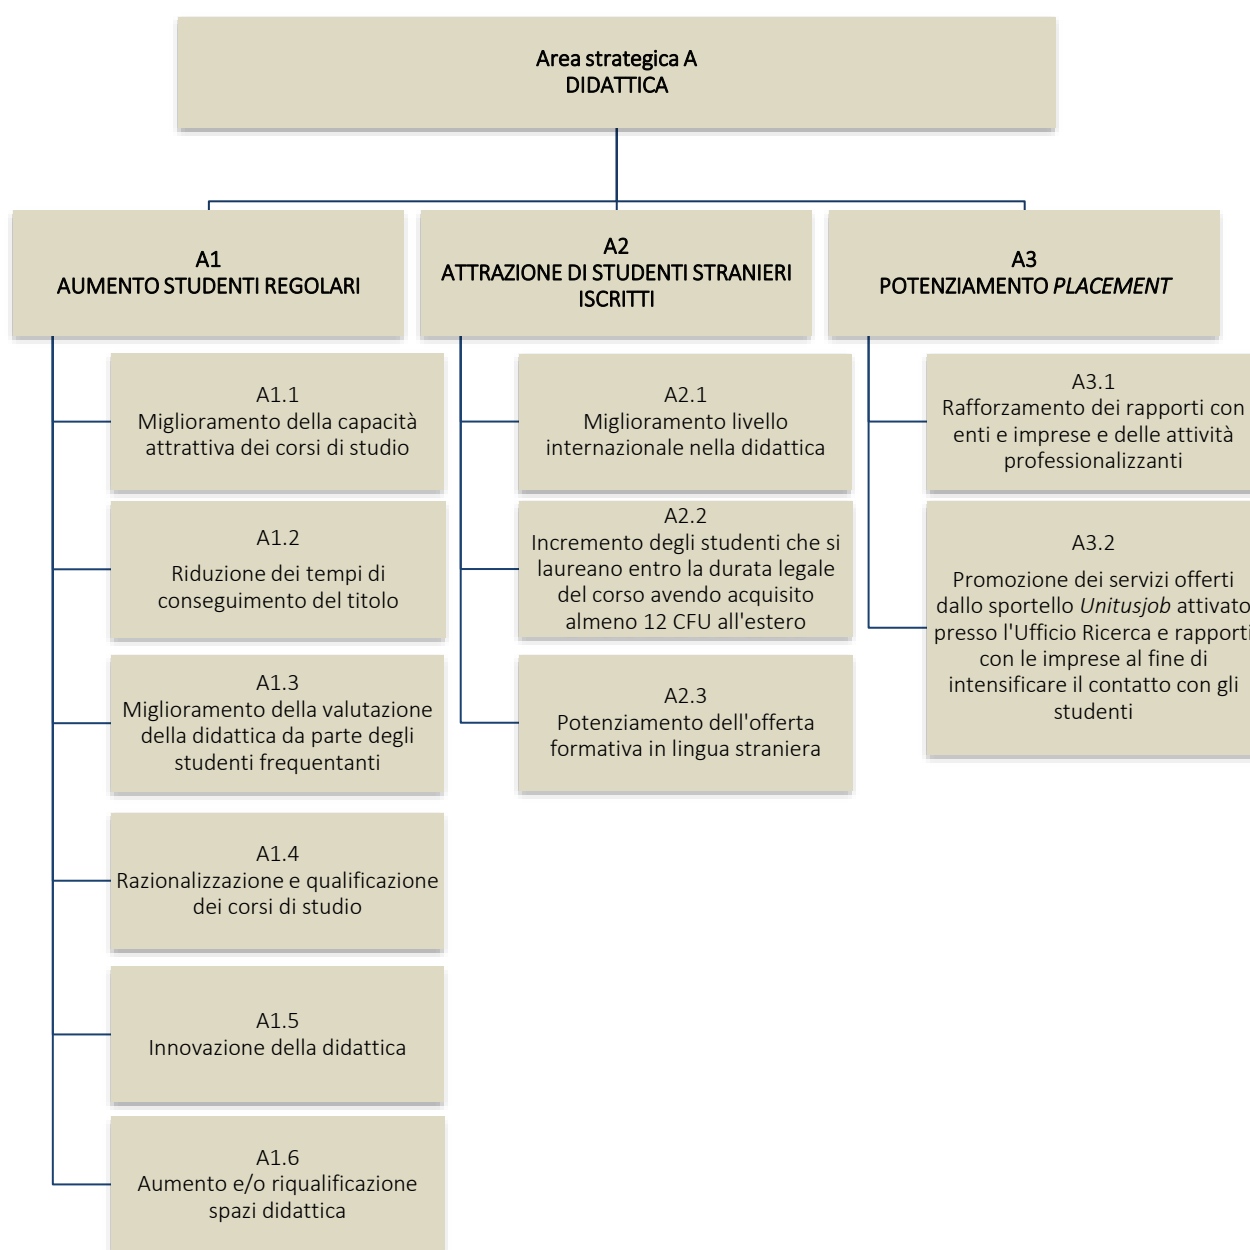 Area strategica A
DIDATTICA
A1
AUMENTO STUDENTI REGOLARI
A1.1
Miglioramento della capacità
attrattiva dei corsi di studio
A1.2
Riduzione dei tempi di
conseguimento del titolo
A1.3
Miglioramento della valutazione
della didattica da parte degli
studenti frequentanti
A1.4
Razionalizzazione e qualificazione
dei corsi di studio
A1.5
Innovazione della didattica
A1.6
Aumento e/o riqualificazione
spazi didattica
A2
ATTRAZIONE DI STUDENTI STRANIERI
ISCRITTI
A2.1
Miglioramento livello
internazionale nella didattica
A2.2
Incremento degli studenti che si
laureano entro la durata legale
del corso avendo acquisito
almeno 12 CFU all'estero
A2.3
Potenziamento dell'offerta
formativa in lingua straniera
A3
POTENZIAMENTO PLACEMENT
A3.1
Rafforzamento dei rapporti con
enti e imprese e delle attività
professionalizzanti
A3.2
Promozione dei servizi offerti
dallo sportello Unitusjob attivato
presso l'Ufficio Ricerca e rapporti
con le imprese al fine di
intensificare il contatto con gli
studenti